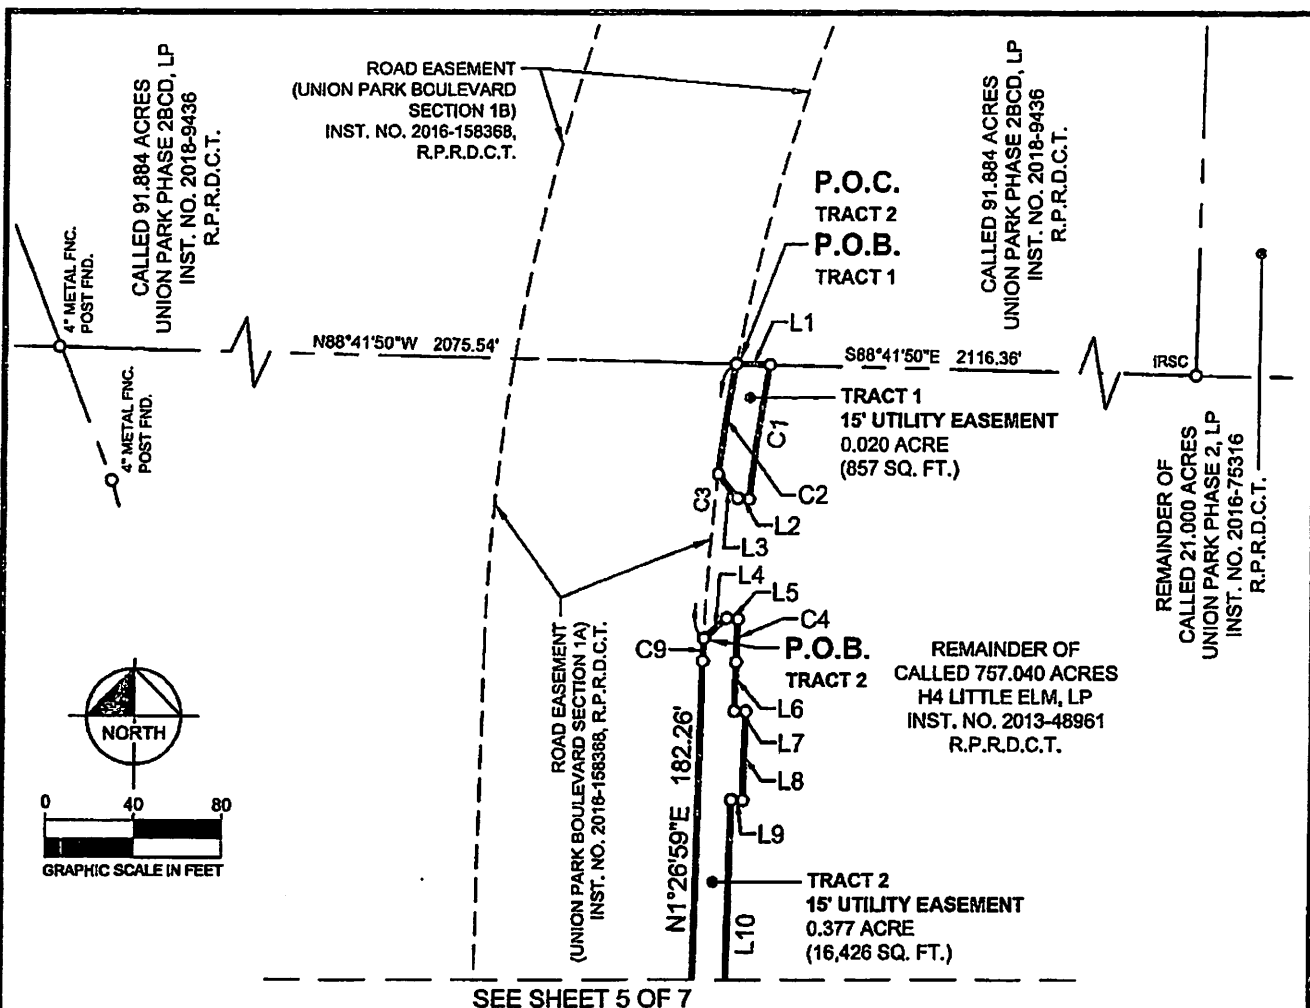 CALLED 91.884 ACRES
UNION PARK PHASE 2BCD, LP
INST. NO. 2018-9436
R.P.R.D.C.T.
ROAD EASEMENT
(UNION PARK BOULEVARD
SECTION 1B)
INST. NO. 2016-158368,
R.P.R.D.C.T.
P.O.C.
TRACT 2
P.O.B.
TRACT 1
CALLED 91.884 ACRES
UNION PARK PHASE 2BCD, LP
INST. NO. 2018-9436
R.P.R.D.C.T.
4" METAL FNC.
POST FND.
4" METAL FNC.
POST FND.
N88°41'50"W 2075.54'
L1
S88°41'50"E 2116.36'
IRSC
TRACT 1
15' UTILITY EASEMENT
0.020 ACRE
(857 SQ. FT.)
C1
C2
C3
L2
L3
L4
L5
C4
C9
P.O.B.
TRACT 2
L6
L7
L8
L9
L10
REMAINDER OF
CALLED 21.000 ACRES
UNION PARK PHASE 2, LP
INST. NO. 2016-75316
R.P.R.D.C.T.
REMAINDER OF
CALLED 757.040 ACRES
H4 LITTLE ELM, LP
INST. NO. 2013-48961
R.P.R.D.C.T.
ROAD EASEMENT
(UNION PARK BOULEVARD SECTION 1A)
INST. NO. 2016-158368, R.P.R.D.C.T.
N1°26'59"E 182.26'
NORTH
0 40 80
GRAPHIC SCALE IN FEET
TRACT 2
15' UTILITY EASEMENT
0.377 ACRE
(16,426 SQ. FT.)
SEE SHEET 5 OF 7